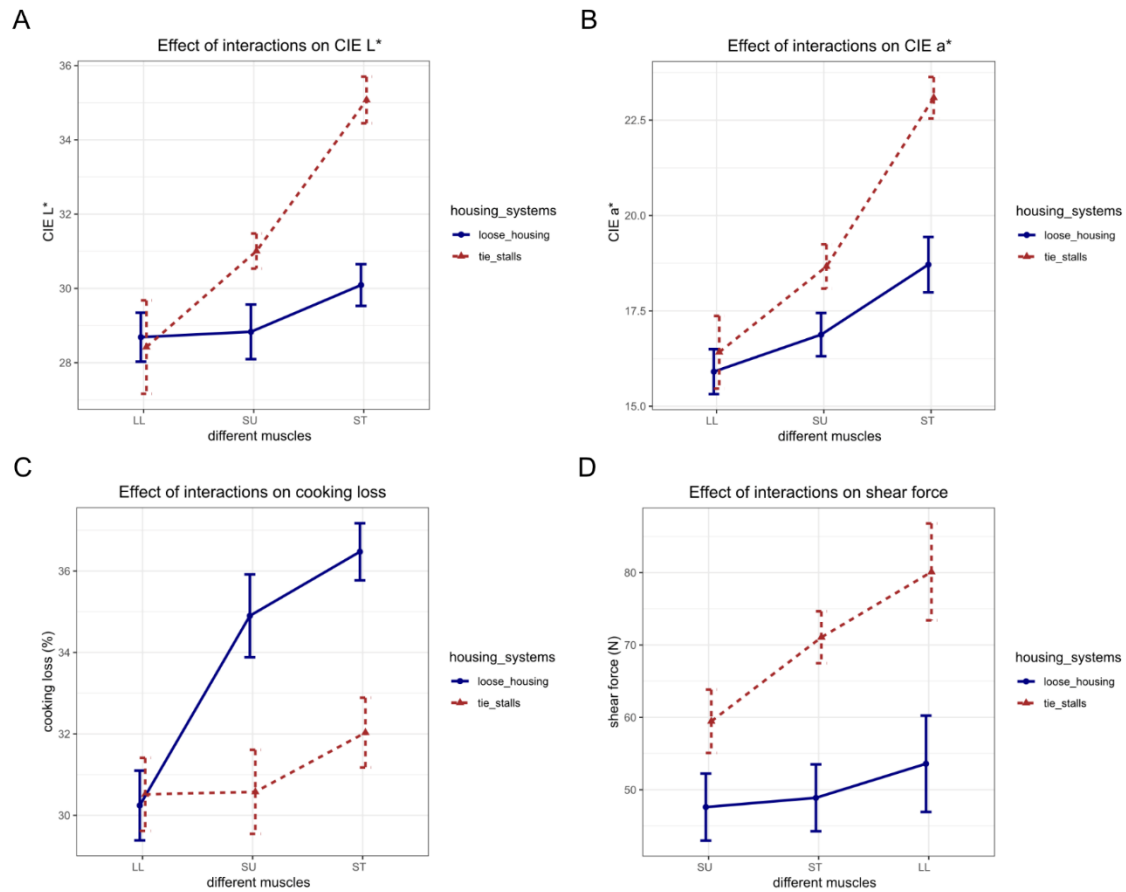 A
Effect of interactions on CIE L*
CIE L*
36
34
32
30
28
LL
SU
ST
different muscles
housing_systems
loose_housing
tie_stalls
B
Effect of interactions on CIE a*
CIE a*
22.5
20.0
17.5
15.0
LL
SU
ST
different muscles
housing_systems
loose_housing
tie_stalls
C
Effect of interactions on cooking loss
cooking loss (%)
36
34
32
30
LL
SU
ST
different muscles
housing_systems
loose_housing
tie_stalls
D
Effect of interactions on shear force
shear force (N)
80
70
60
50
SU
ST
LL
different muscles
housing_systems
loose_housing
tie_stalls